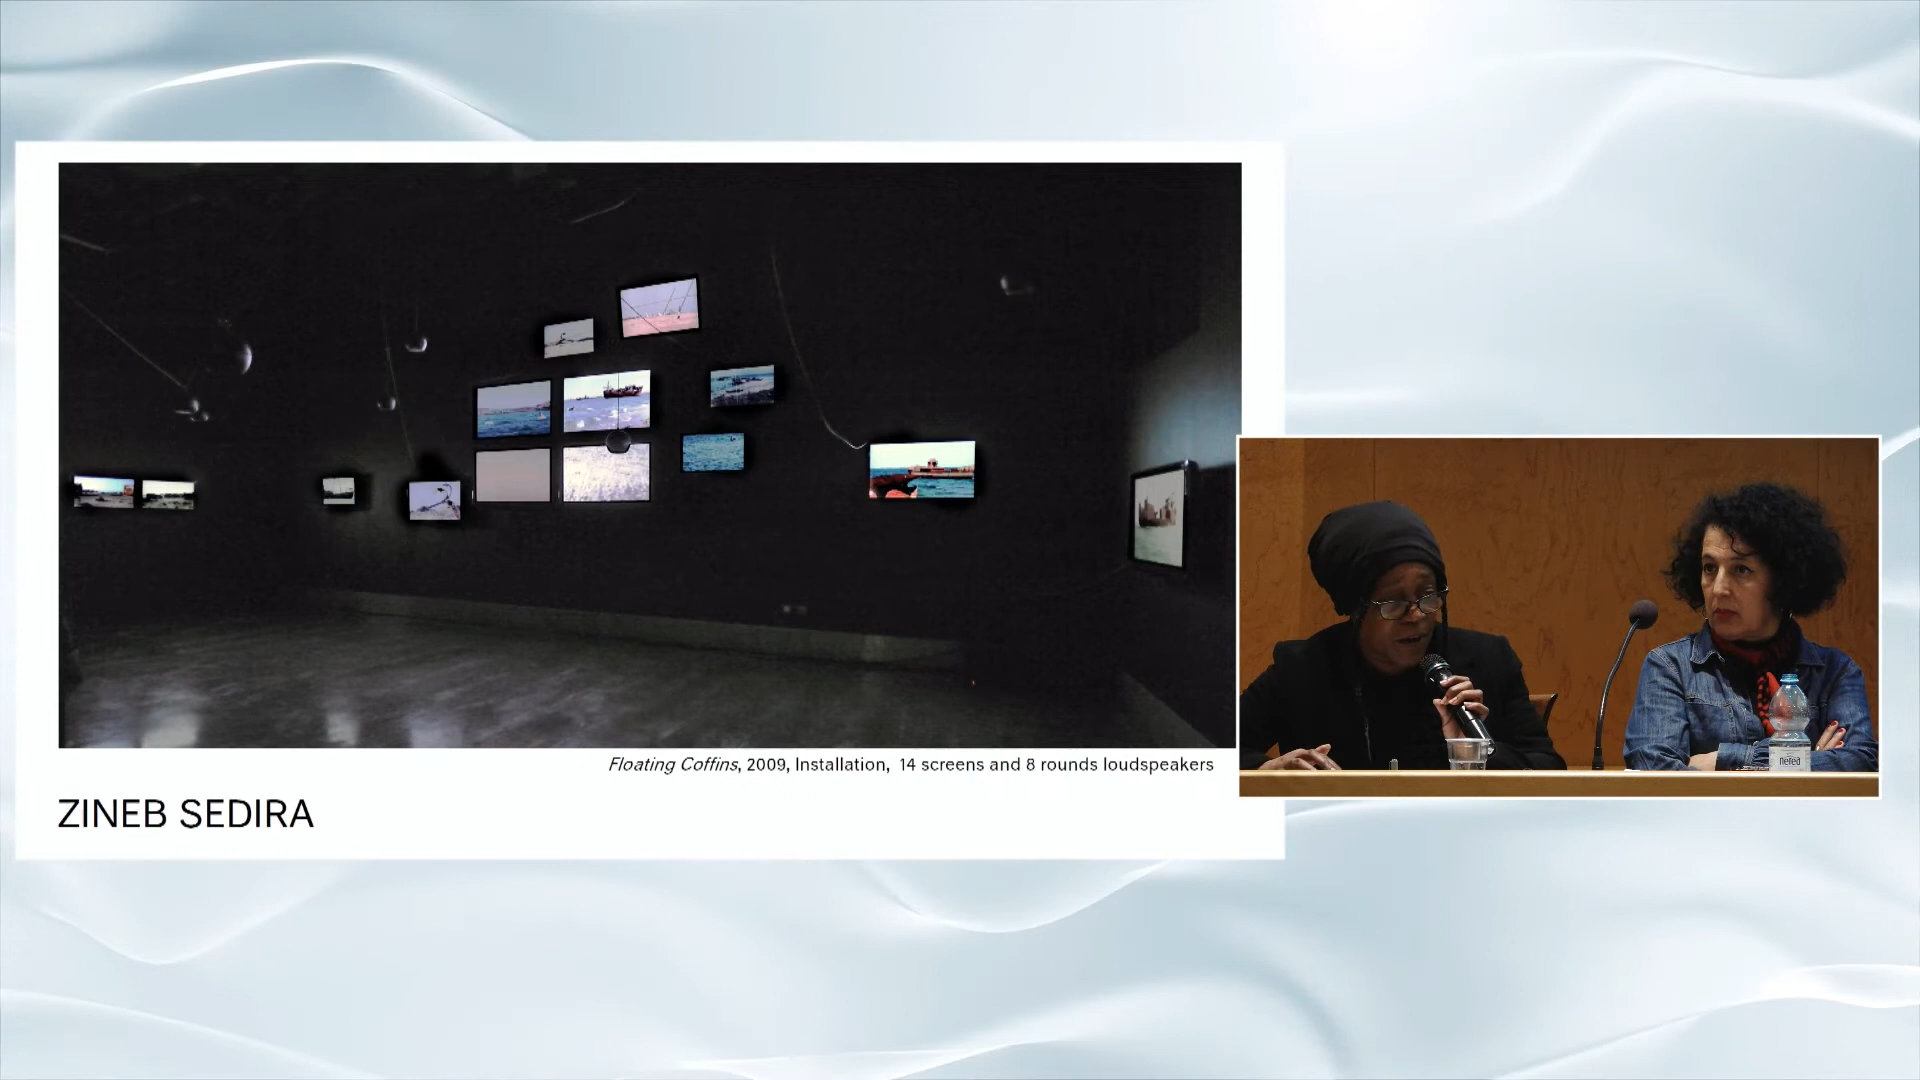 Floating Coffins, 2009, Installation, 14 screens and 8 rounds loudspeakers
ZINEB SEDIRA